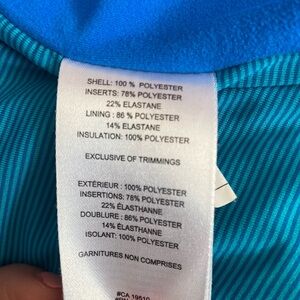 SHELL: 100 % POLYESTER
INSERTS: 78% POLYESTER
22% ELASTANE
LINING : 86 % POLYESTER
14% ELASTANE
INSULATION: 100% POLYESTER
EXCLUSIVE OF TRIMMINGS
EXTÉRIEUR : 100% POLYESTER
INSERTIONS: 78% POLYESTER
22% ÉLASTHANNE
DOUBLURE : 86% POLYESTER
14% ÉLASTHANNE
ISOLANT: 100% POLYESTER
GARNITURES NON COMPRISES
#CA 19510